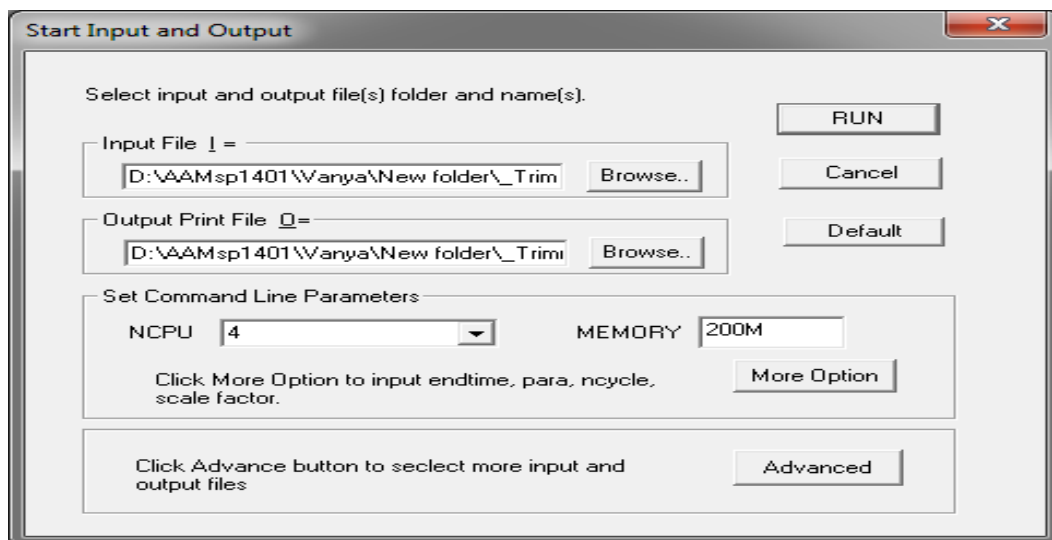 Start Input and Output
Select input and output file(s) folder and name(s).
RUN
Input File I =
D:\AAMsp1401\Vanya\New folder\_Trim
Browse..
Cancel
Output Print File O=
D:\AAMsp1401\Vanya\New folder\_Trim
Browse..
Default
Set Command Line Parameters
NCPU
4
MEMORY
200M
Click More Option to input endtime, para, ncycle,
scale factor.
More Option
Click Advance button to seclect more input and
output files
Advanced